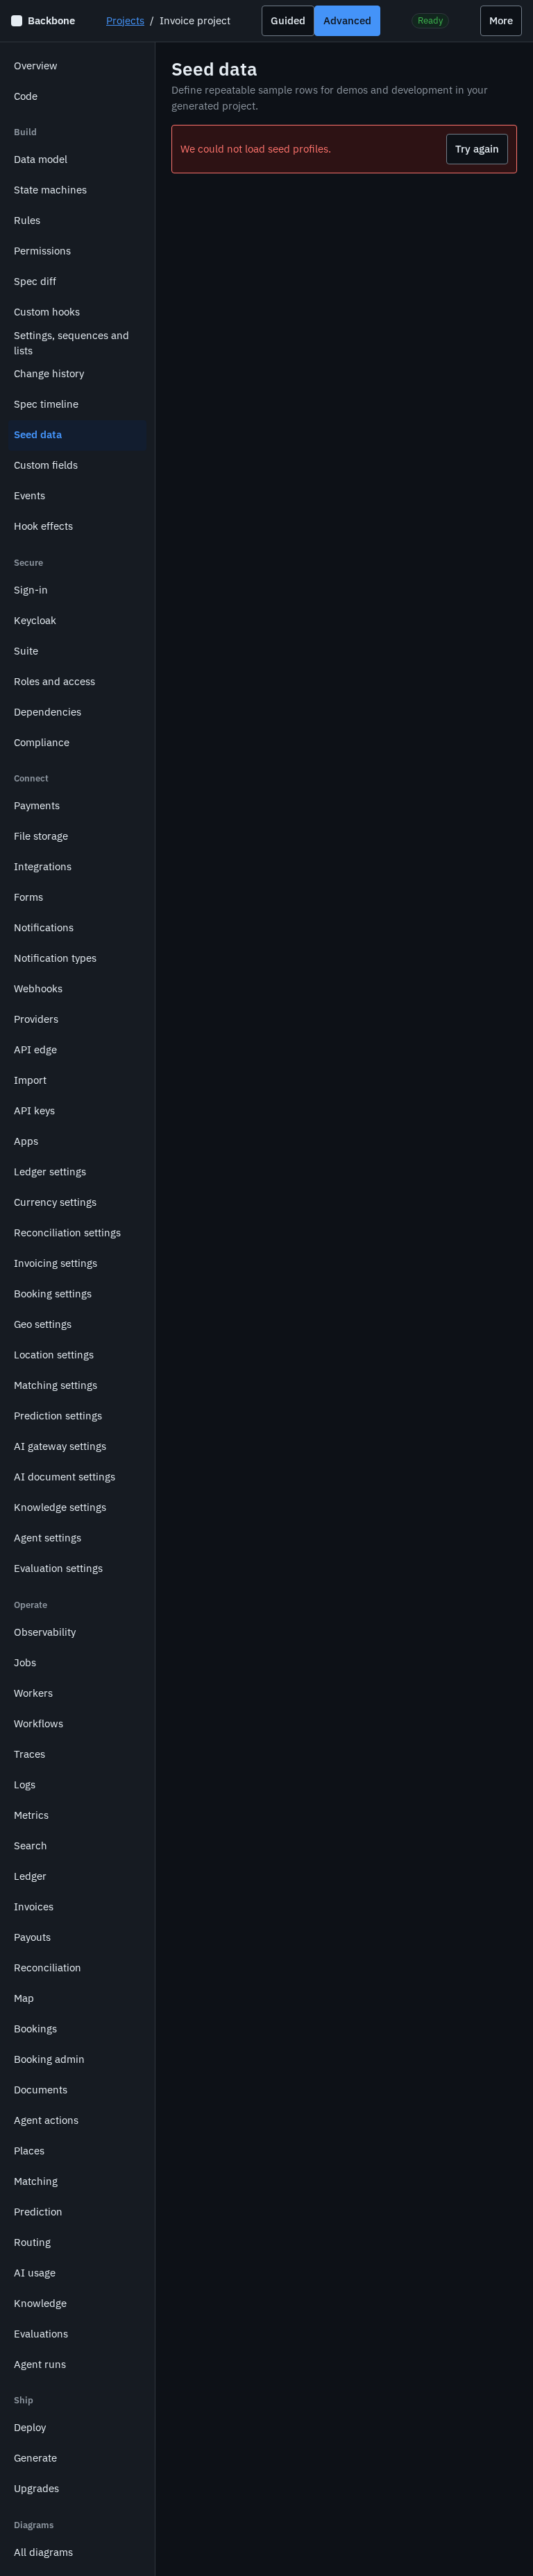 Backbone
Projects / Invoice project
Guided
Advanced
Ready
More
Overview
Code
Build
Data model
State machines
Rules
Permissions
Spec diff
Custom hooks
Settings, sequences and
lists
Change history
Spec timeline
Seed data
Custom fields
Events
Hook effects
Secure
Sign-in
Keycloak
Suite
Roles and access
Dependencies
Compliance
Connect
Payments
File storage
Integrations
Forms
Notifications
Notification types
Webhooks
Providers
API edge
Import
API keys
Apps
Ledger settings
Currency settings
Reconciliation settings
Invoicing settings
Booking settings
Geo settings
Location settings
Matching settings
Prediction settings
AI gateway settings
AI document settings
Knowledge settings
Agent settings
Evaluation settings
Operate
Observability
Jobs
Workers
Workflows
Traces
Logs
Metrics
Search
Ledger
Invoices
Payouts
Reconciliation
Map
Bookings
Booking admin
Documents
Agent actions
Places
Matching
Prediction
Routing
AI usage
Knowledge
Evaluations
Agent runs
Ship
Deploy
Generate
Upgrades
Diagrams
All diagrams
Seed data
Define repeatable sample rows for demos and development in your
generated project.
We could not load seed profiles.
Try again